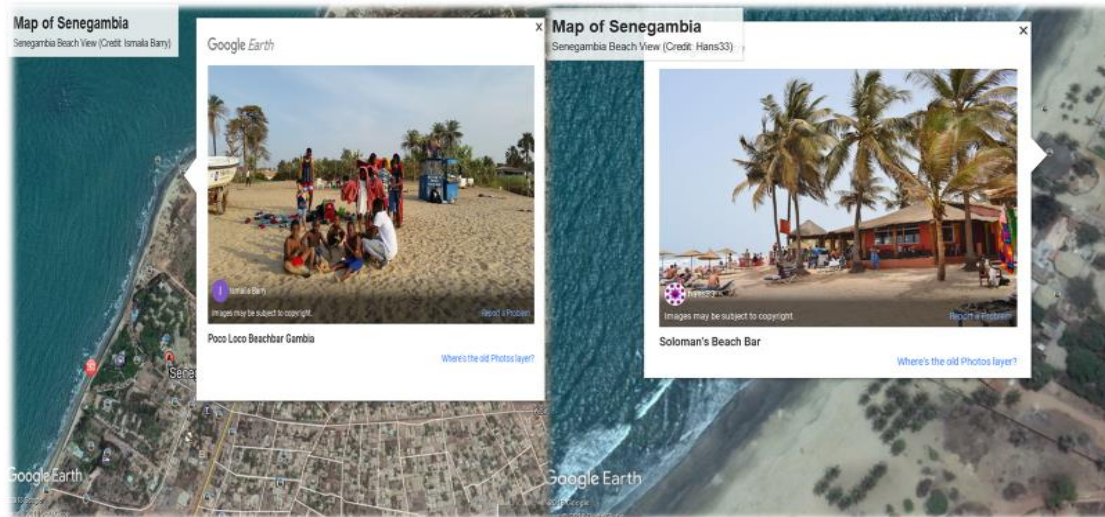 Map of Senegambia
Senegambia Beach View (Credit: Ismaila Barry)
x
Google Earth
I Ismaila Barry
Images may be subject to copyright.
Report a Problem
Poco Loco Beachbar Gambia
Where's the old Photos layer?
Sene
Google Earth
Map of Senegambia
Senegambia Beach View (Credit: Hans33)
x
Hans33
Images may be subject to copyright.
Report a Problem
Soloman's Beach Bar
Where's the old Photos layer?
Google Earth